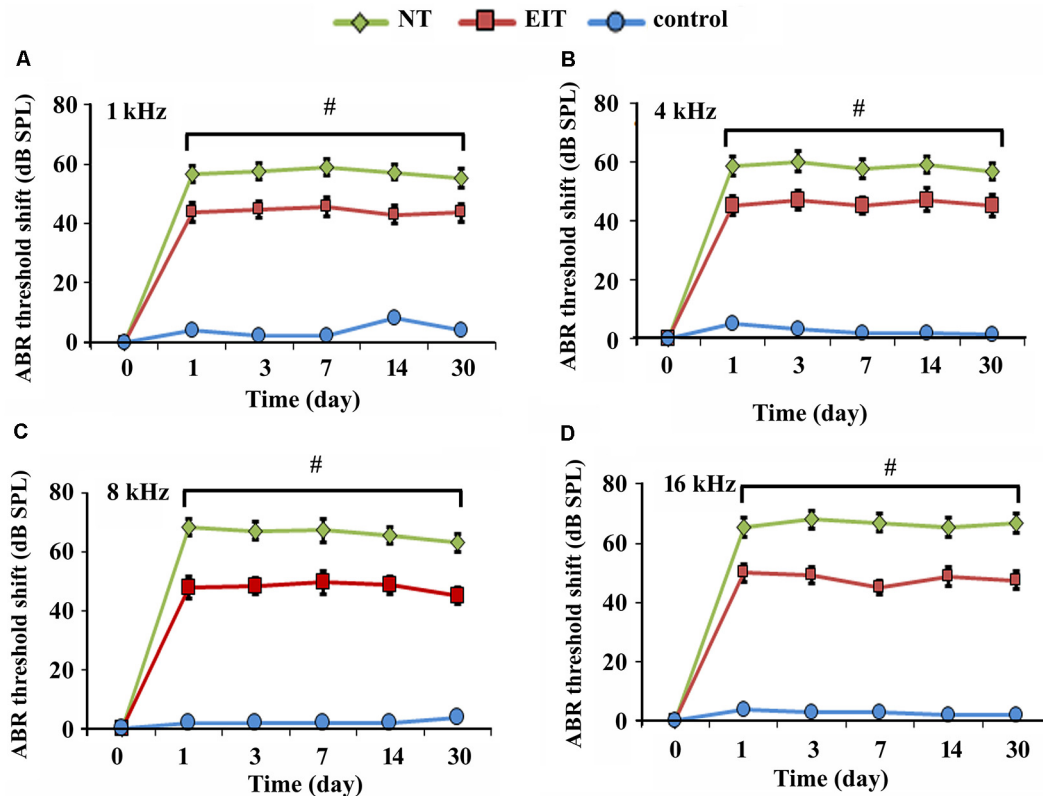 NT EIT control
A
1 kHz
#
ABR threshold shift (dB SPL)
80
60
40
20
0
0 1 3 7 14 30
Time (day)
B
4 kHz
#
ABR threshold shift (dB SPL)
80
60
40
20
0
0 1 3 7 14 30
Time (day)
C
8 kHz
#
ABR threshold shift (dB SPL)
80
60
40
20
0
0 1 3 7 14 30
Time (day)
D
16 kHz
#
ABR threshold shift (dB SPL)
80
60
40
20
0
0 1 3 7 14 30
Time (day)